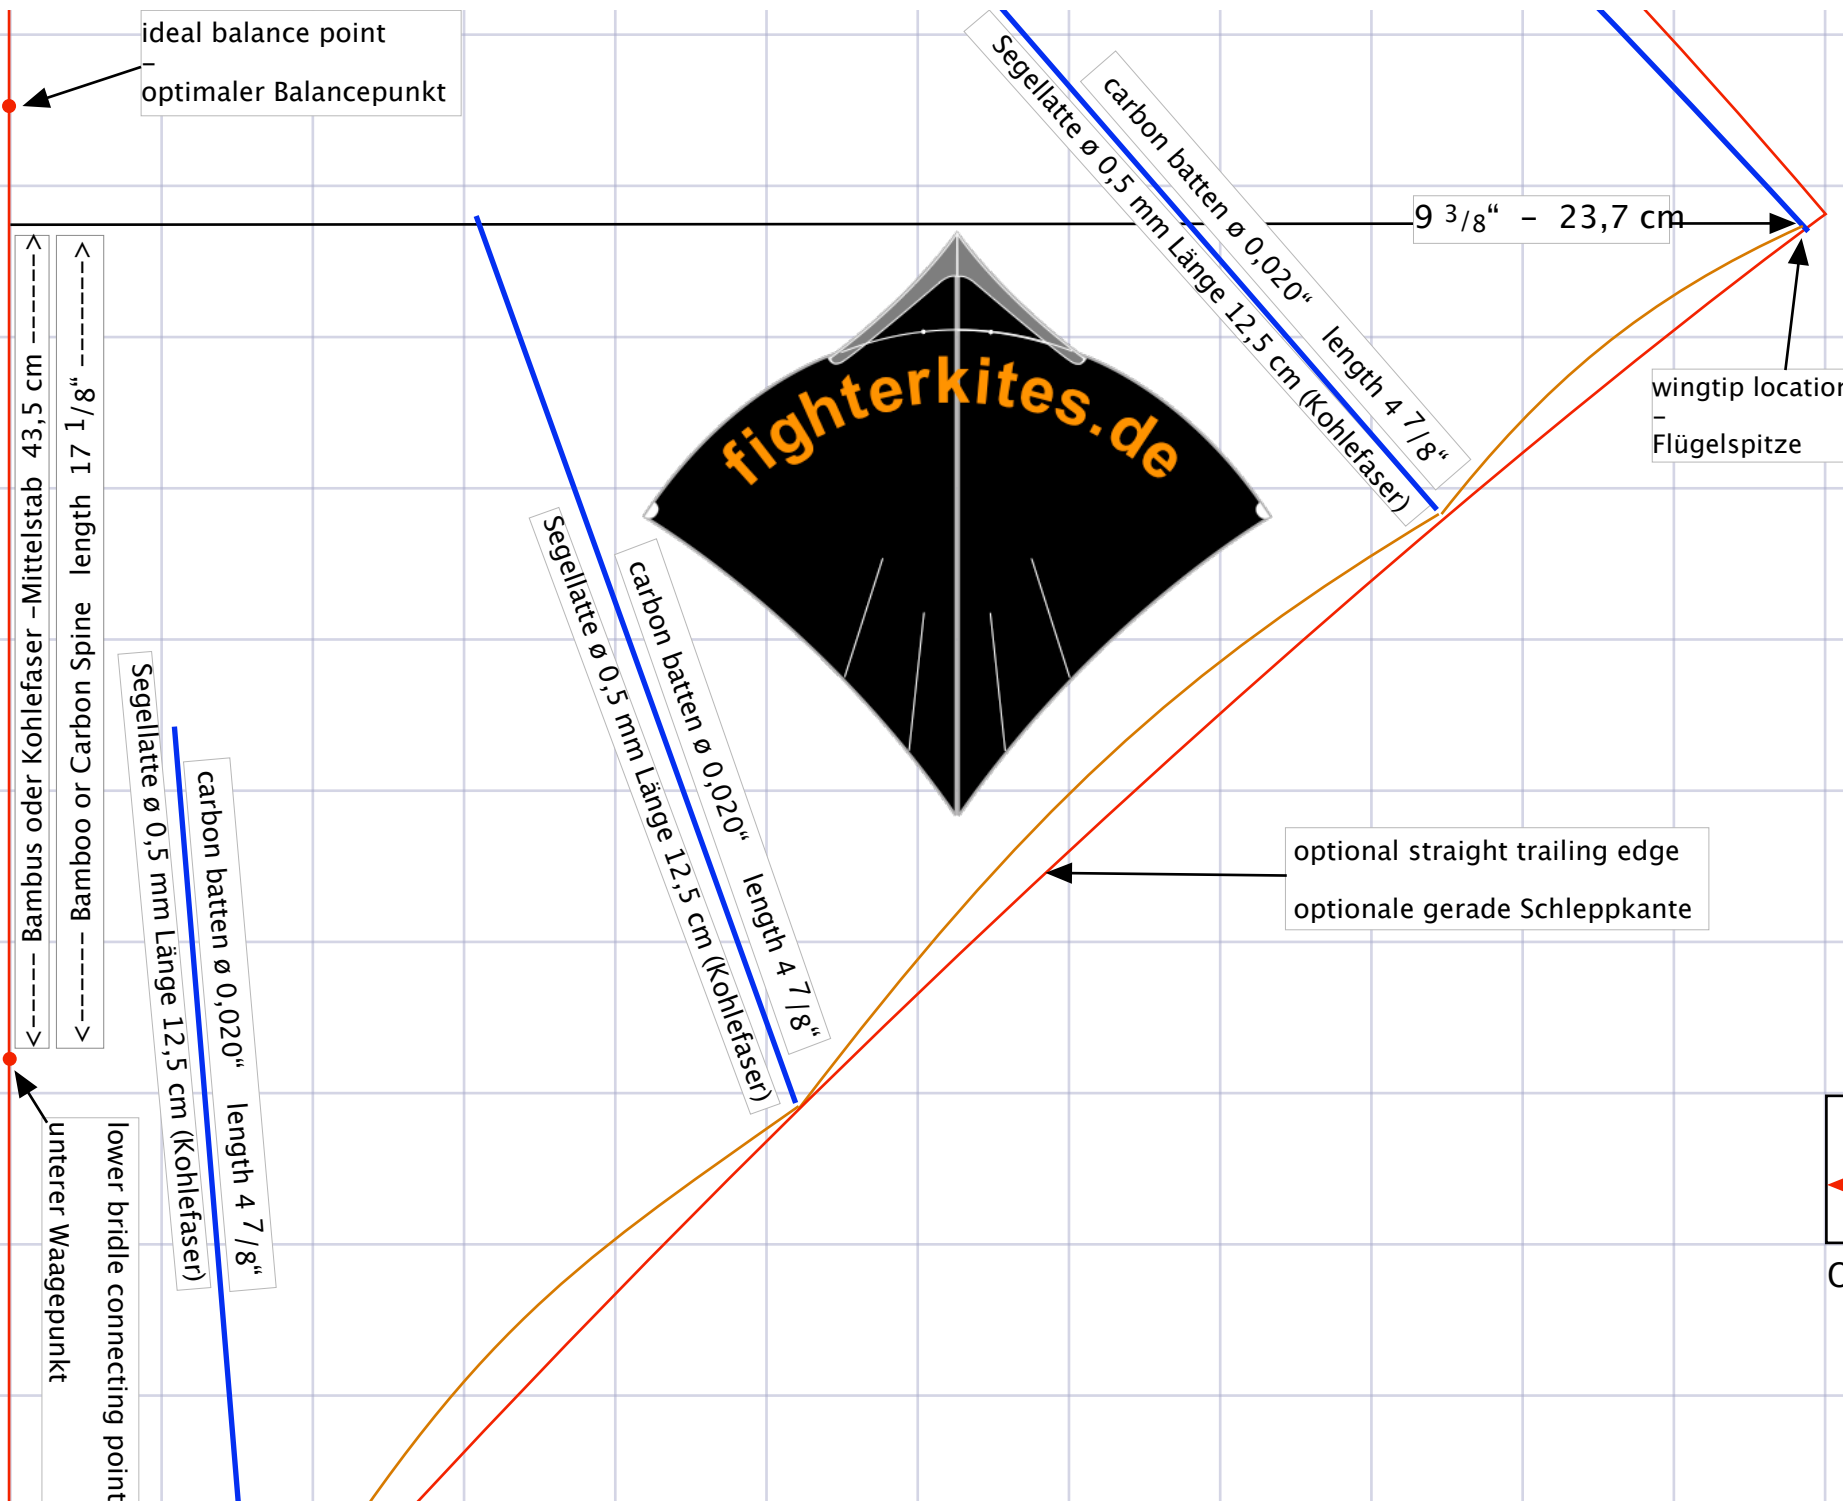 ideal balance point
–
optimaler Balancepunkt
Segellatte ø 0,5 mm Länge 12,5 cm (Kohlefaser)
carbon batten ø 0,020“ length 4 7/8“
9 3/8“ – 23,7 cm
wingtip location
–
Flügelspitze
<------ Bambus oder Kohlefaser –Mittelstab 43,5 cm ------>
<------ Bamboo or Carbon Spine length 17 1/8“ ------>
fighterkites.de
Segellatte ø 0,5 mm Länge 12,5 cm (Kohlefaser)
carbon batten ø 0,020“ length 4 7/8“
Segellatte ø 0,5 mm Länge 12,5 cm (Kohlefaser)
carbon batten ø 0,020“ length 4 7/8“
optional straight trailing edge
optionale gerade Schleppkante
lower bridle connecting point
unterer Waagepunkt